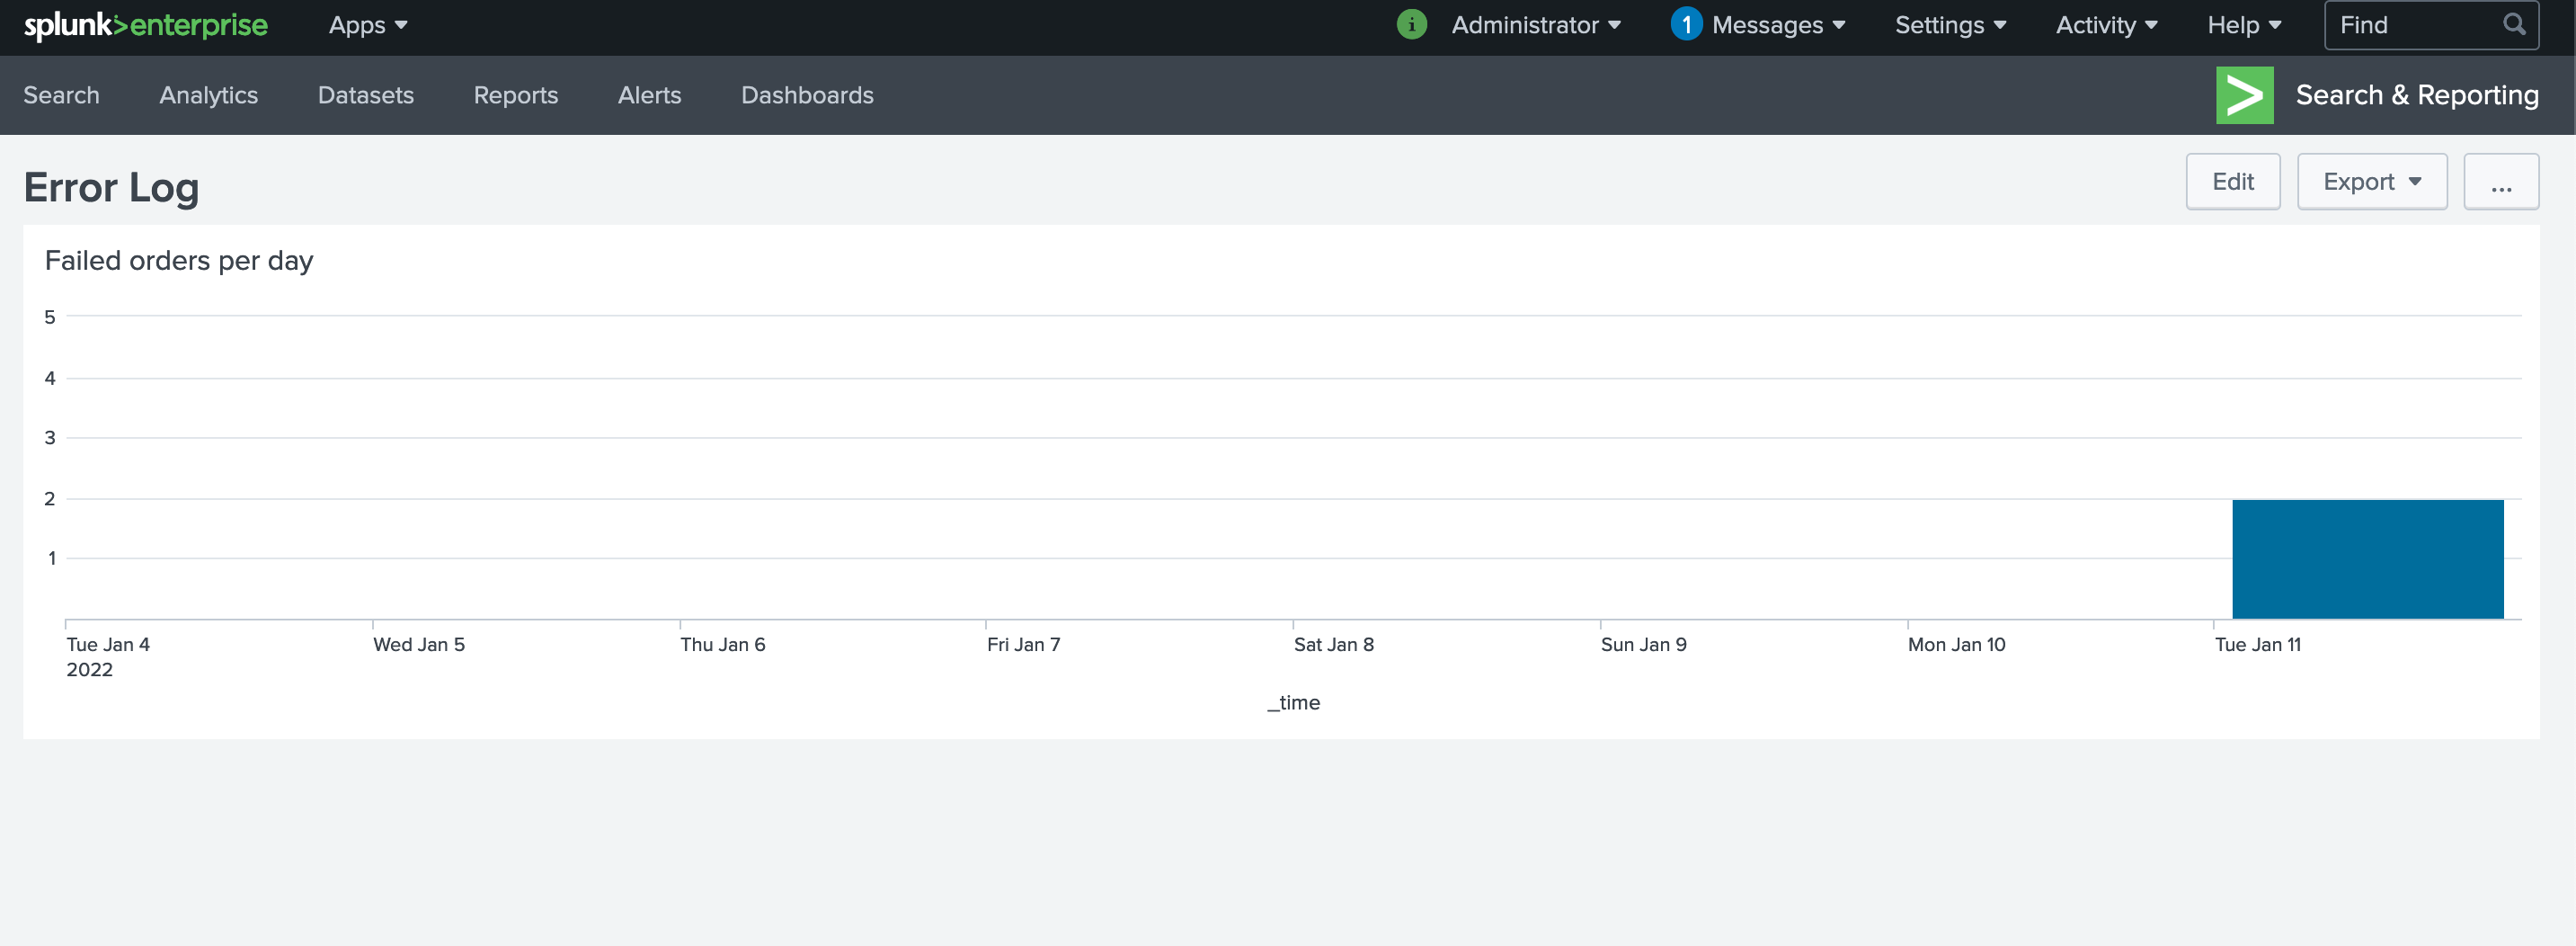 splunk>enterprise Apps i Administrator 1 Messages Settings Activity Help Find
Search Analytics Datasets Reports Alerts Dashboards > Search & Reporting
Error Log Edit Export ...
Failed orders per day
5
4
3
2
1
Tue Jan 4 Wed Jan 5 Thu Jan 6 Fri Jan 7 Sat Jan 8 Sun Jan 9 Mon Jan 10 Tue Jan 11
2022
_time